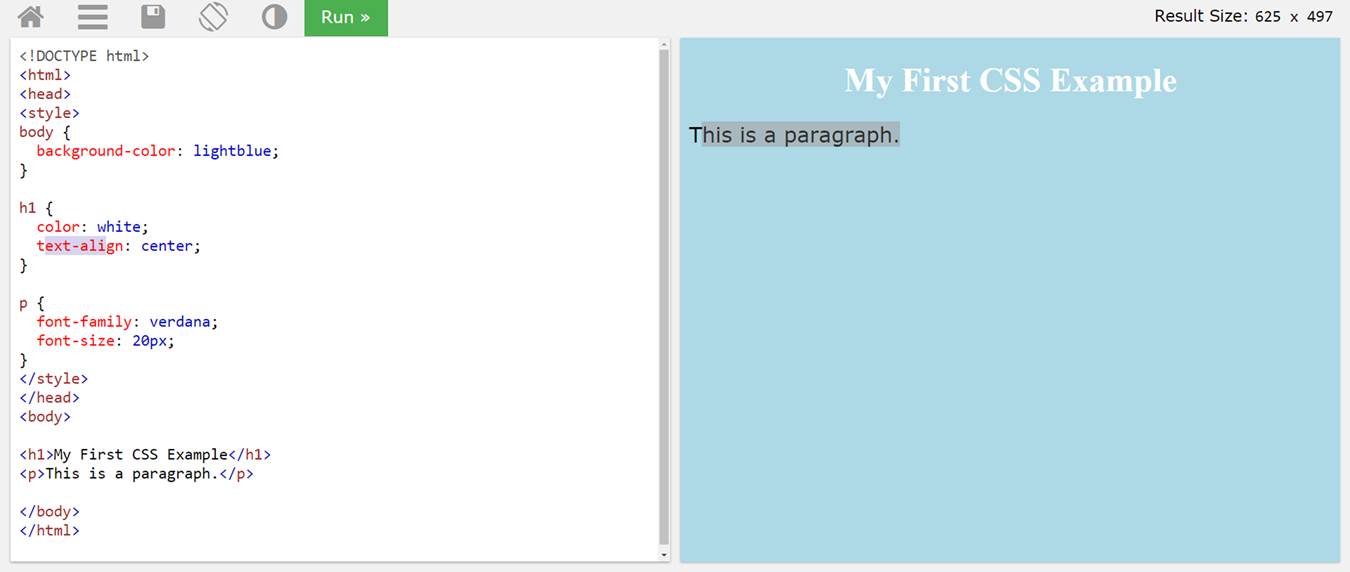 Run »
Result Size: 625 x 497
<!DOCTYPE html>
<html>
<head>
<style>
body {
  background-color: lightblue;
}

h1 {
  color: white;
  text-align: center;
}

p {
  font-family: verdana;
  font-size: 20px;
}
</style>
</head>
<body>

<h1>My First CSS Example</h1>
<p>This is a paragraph.</p>

</body>
</html>
My First CSS Example
This is a paragraph.